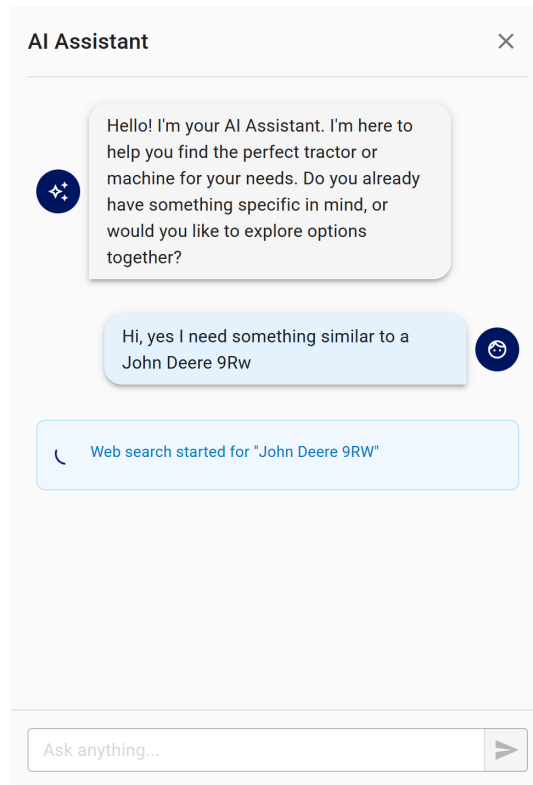 AI Assistant
Hello! I'm your AI Assistant. I'm here to
help you find the perfect tractor or
machine for your needs. Do you already
have something specific in mind, or
would you like to explore options
together?
Hi, yes I need something similar to a
John Deere 9Rw
Web search started for "John Deere 9RW"
Ask anything...